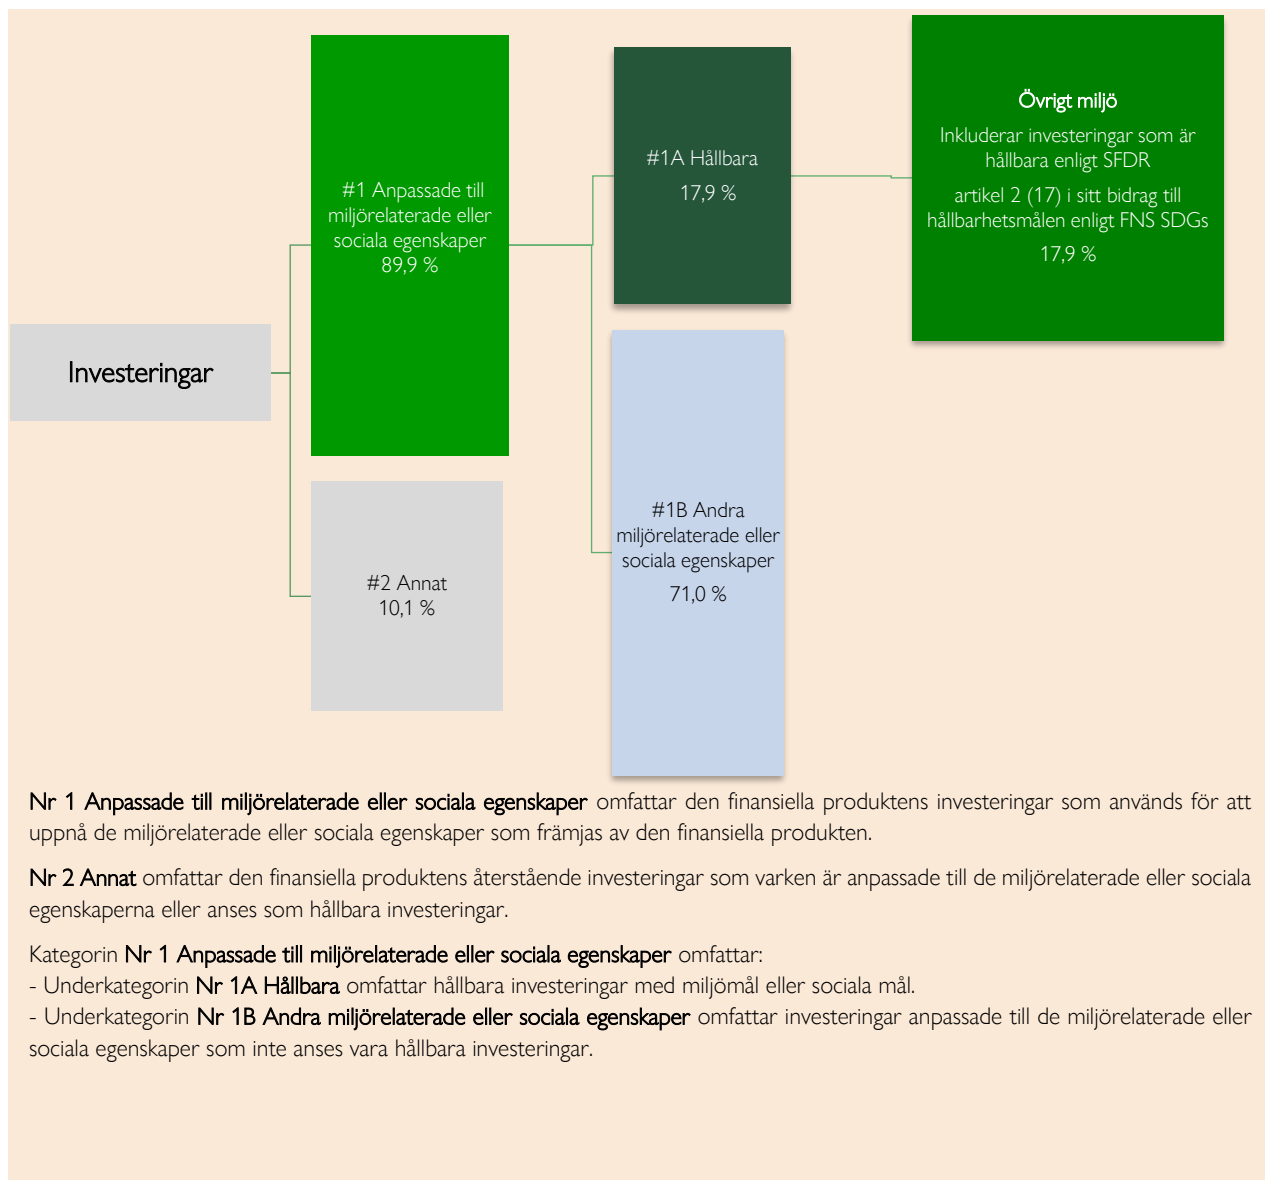 Investeringar
#1 Anpassade till
miljörelaterade eller
sociala egenskaper
89,9 %
#2 Annat
10,1 %
#1A Hållbara
17,9 %
#1B Andra
miljörelaterade eller
sociala egenskaper
71,0 %
Övrigt miljö
Inkluderar investeringar som är
hållbara enligt SFDR
artikel 2 (17) i sitt bidrag till
hållbarhetsmålen enligt FNS SDGs
17,9 %
Nr 1 Anpassade till miljörelaterade eller sociala egenskaper omfattar den finansiella produktens investeringar som används för att
uppnå de miljörelaterade eller sociala egenskaper som främjas av den finansiella produkten.
Nr 2 Annat omfattar den finansiella produktens återstående investeringar som varken är anpassade till de miljörelaterade eller sociala
egenskaperna eller anses som hållbara investeringar.
Kategorin Nr 1 Anpassade till miljörelaterade eller sociala egenskaper omfattar:
- Underkategorin Nr 1A Hållbara omfattar hållbara investeringar med miljömål eller sociala mål.
- Underkategorin Nr 1B Andra miljörelaterade eller sociala egenskaper omfattar investeringar anpassade till de miljörelaterade eller
sociala egenskaper som inte anses vara hållbara investeringar.